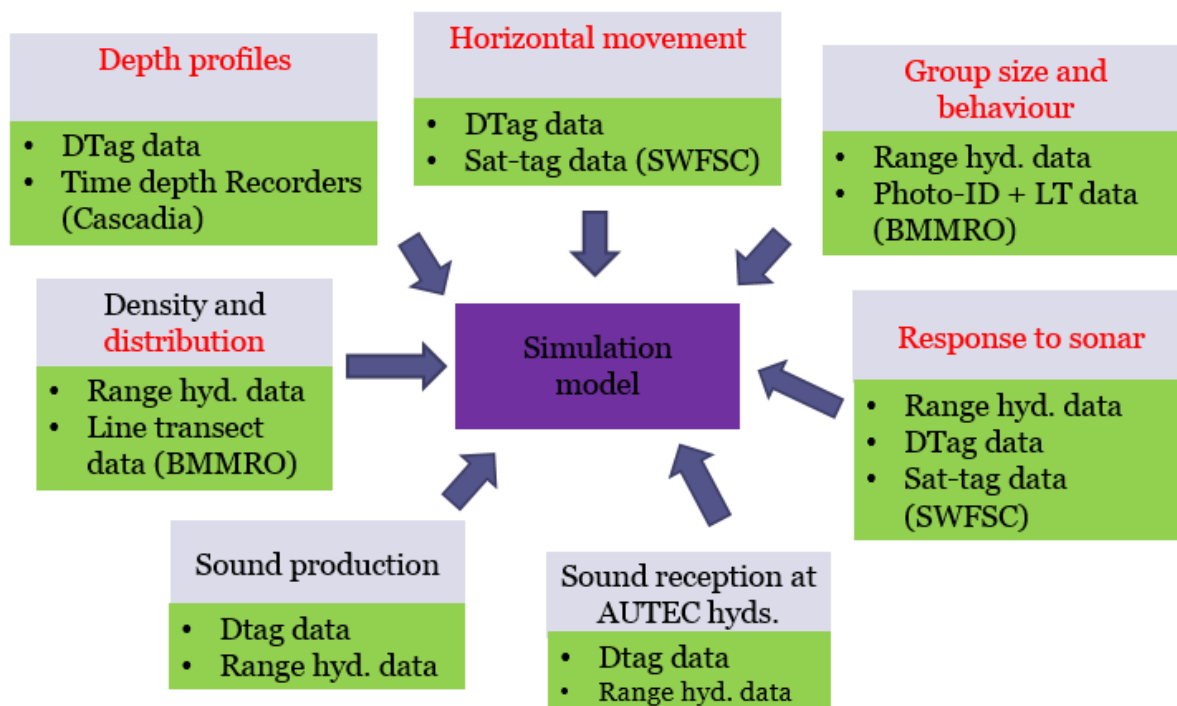 Depth profiles
• DTag data
• Time depth Recorders
(Cascadia)
Horizontal movement
• DTag data
• Sat-tag data (SWFSC)
Group size and
behaviour
• Range hyd. data
• Photo-ID + LT data
(BMMRO)
Density and
distribution
• Range hyd. data
• Line transect
data (BMMRO)
Simulation
model
Response to sonar
• Range hyd. data
• DTag data
• Sat-tag data
(SWFSC)
Sound production
• Dtag data
• Range hyd. data
Sound reception at
AUTEC hyds.
• Dtag data
• Range hyd. data